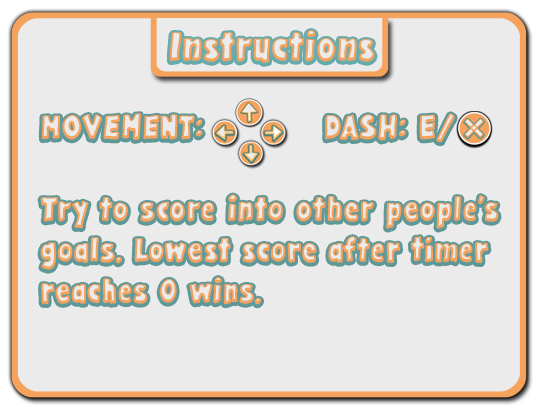 Instructions
MOVEMENT: DASH: E/
Try to score into other people's
goals. Lowest score after timer
reaches 0 wins.